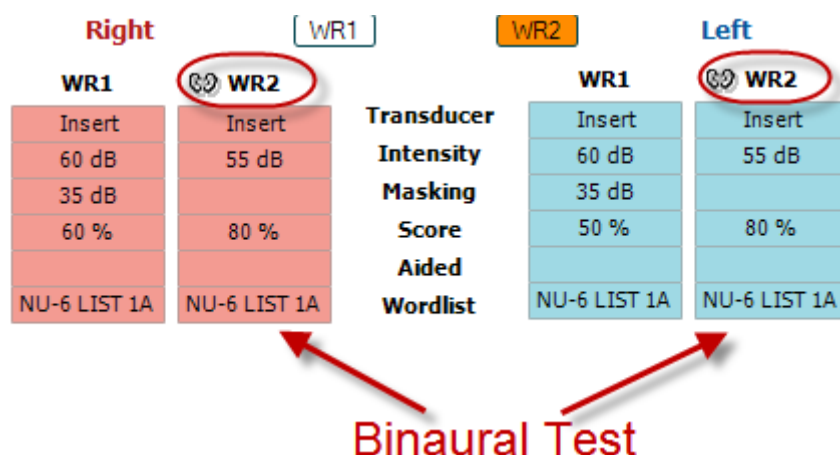 Right WR1 WR2 Left
WR1 WR2 WR1 WR2
Insert Insert Transducer Insert Insert
60 dB 55 dB Intensity 60 dB 55 dB
35 dB Masking 35 dB
60 % 80 % Score 50 % 80 %
Aided
NU-6 LIST 1A NU-6 LIST 1A Wordlist NU-6 LIST 1A NU-6 LIST 1A
Binaural Test